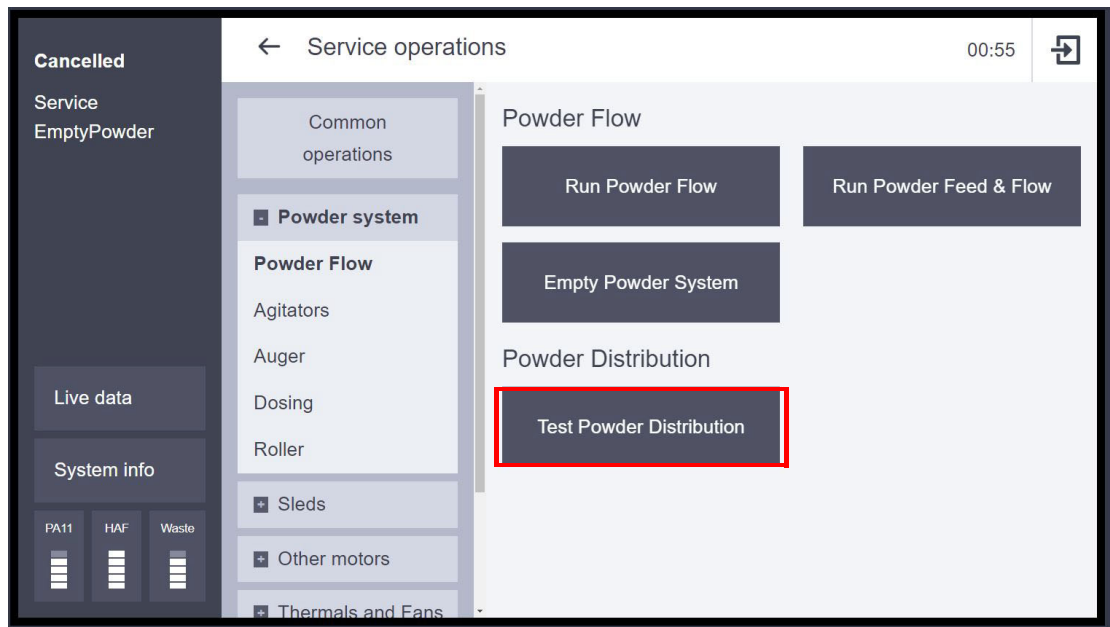 Cancelled
Service
EmptyPowder
Live data
System info
PA11 HAF Waste
Service operations
00:55
Common
operations
- Powder system
Powder Flow
Agitators
Auger
Dosing
Roller
+ Sleds
+ Other motors
+ Thermals and Fans
Powder Flow
Run Powder Flow
Run Powder Feed & Flow
Empty Powder System
Powder Distribution
Test Powder Distribution